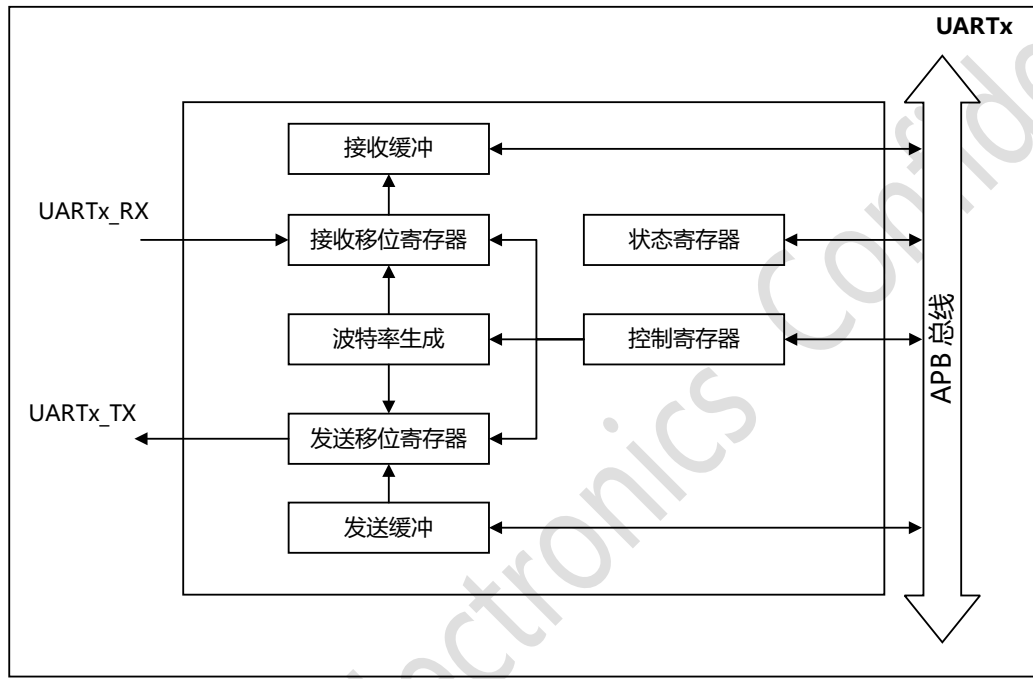 UARTx
接收缓冲
UARTx_RX
接收移位寄存器
状态寄存器
波特率生成
控制寄存器
APB 总线
UARTx_TX
发送移位寄存器
发送缓冲